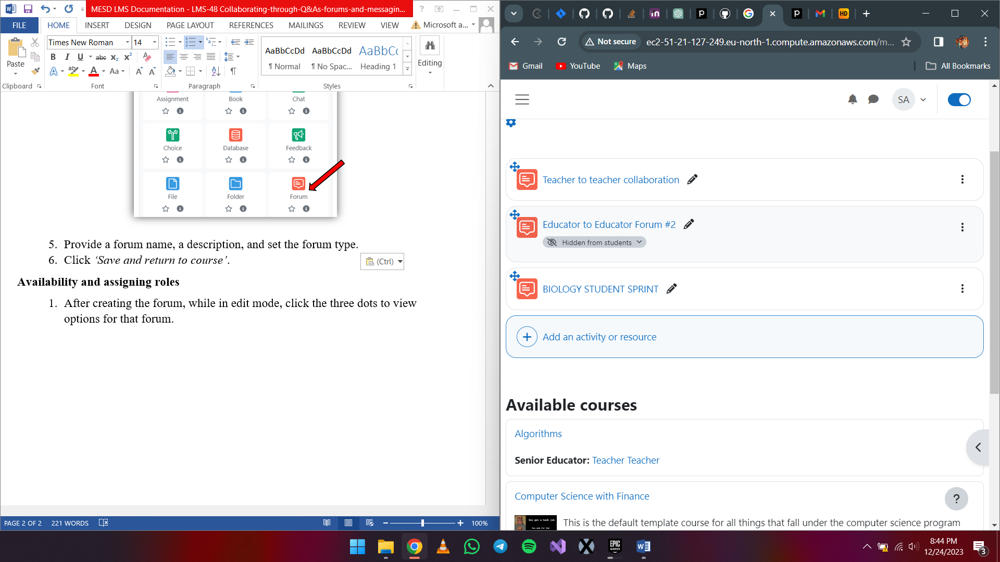 MESD LMS Documentation - LMS-48 Collaborating-through-Q&As-forums-and-messagin...
FILE HOME INSERT DESIGN PAGE LAYOUT REFERENCES MAILINGS REVIEW VIEW Microsoft a...
Times New Roman 14
Paste
Clipboard Font Paragraph Styles
AaBbCcDd AaBbCcDd AaBbCc
¶ Normal ¶ No Spac... Heading 1
Editing
Assignment Book Chat
Choice Database Feedback
File Folder Forum
5. Provide a forum name, a description, and set the forum type.
6. Click ‘Save and return to course’.
(Ctrl)
Availability and assigning roles
1. After creating the forum, while in edit mode, click the three dots to view
options for that forum.
PAGE 2 OF 2 221 WORDS 100%
Not secure ec2-51-21-127-249.eu-north-1.compute.amazonaws.com/m...
Gmail YouTube Maps All Bookmarks
SA
Teacher to teacher collaboration
Educator to Educator Forum #2
Hidden from students
BIOLOGY STUDENT SPRINT
Add an activity or resource
Available courses
Algorithms
Senior Educator: Teacher Teacher
Computer Science with Finance
?
This is the default template course for all things that fall under the computer science program
EPIC GAMES
8:44 PM
12/24/2023
3